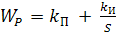 W_P = k_П + k_И/s